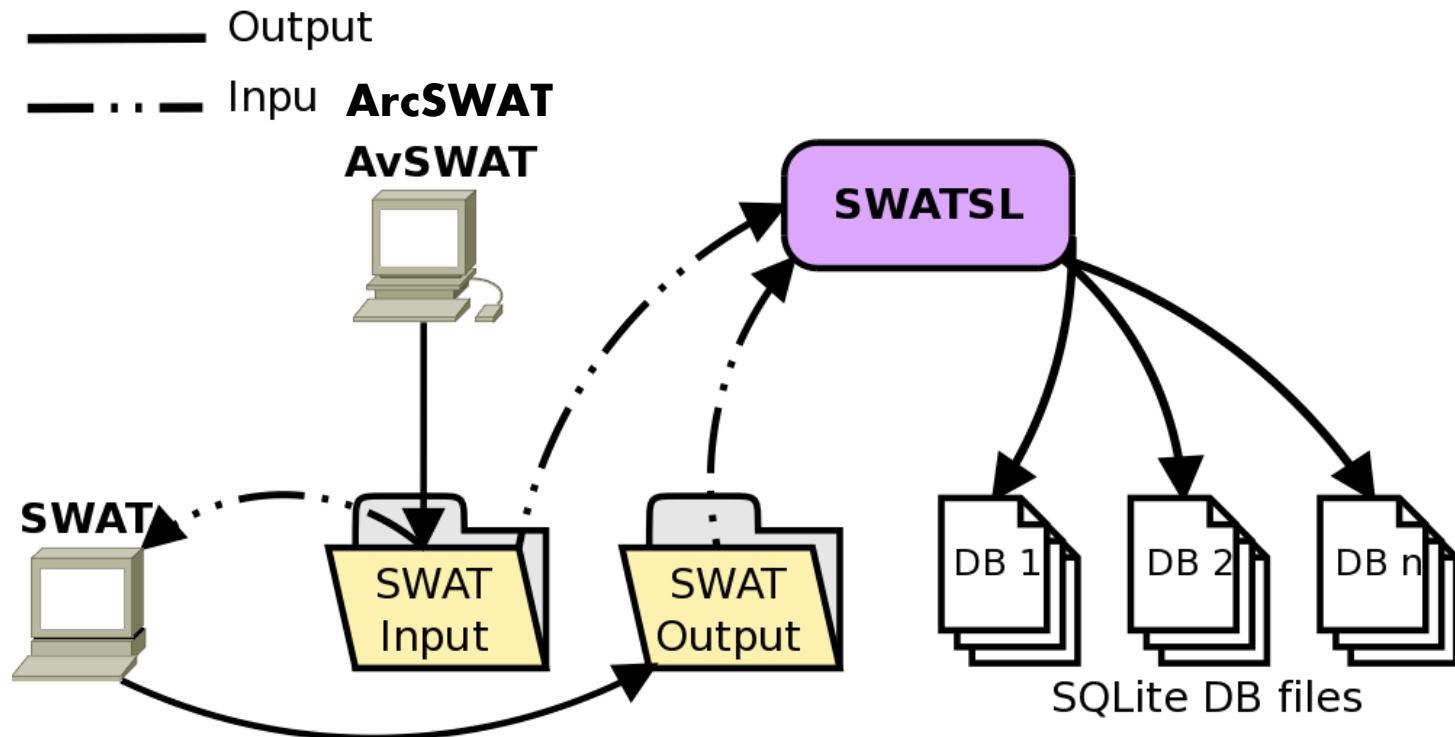 Output
Inpu
ArcSWAT
AvSWAT
SWATSL
SWAT
SWAT
Input
SWAT
Output
DB 1
DB 2
DB n
SQLite DB files